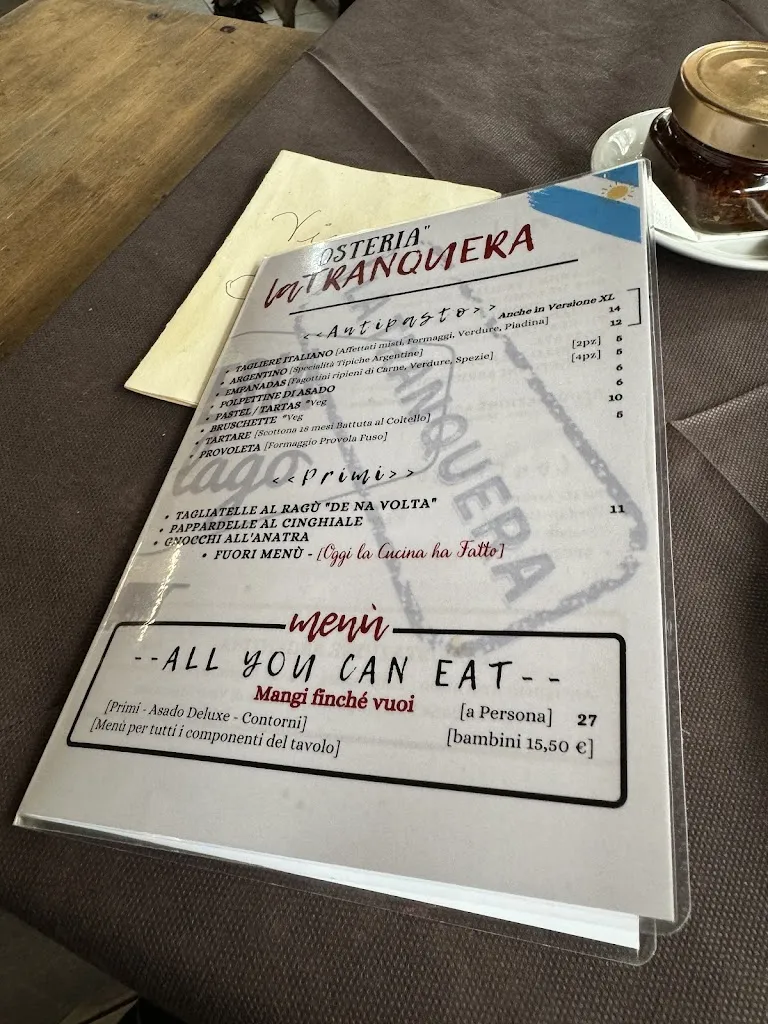 Vi
"OSTERIA"
la TRANQUERA
<<Antipasto>> Anche in Versione XL
TAGLIERE ITALIANO [Affettati misti, Formaggi, Verdure, Piadina] 14
ARGENTINO [Specialità Tipiche Argentine] 12
EMPANADAS [Fagottini ripieni di Carne, Verdure, Spezie] [2pz] 5
POLPETTINE DI ASADO [4pz] 5
PASTEL / TARTAS "Veg 6
BRUSCHETTE "Veg 6
TARTARE [Scottona 18 mesi Battuta al Coltello] 10
PROVOLETA [Formaggio Provola Fuso] 5
<<Primi>>
TAGLIATELLE AL RAGÙ "DE NA VOLTA"
PAPPARDELLE AL CINGHIALE 11
GNOCCHI ALL'ANATRA
FUORI MENÙ - [Oggi la Cucina ha Fatto]
menù
--ALL YOU CAN EAT--
Mangi finché vuoi
[Primi - Asado Deluxe - Contorni] [a Persona] 27
[Menù per tutti i componenti del tavolo] [bambini 15,50 €]